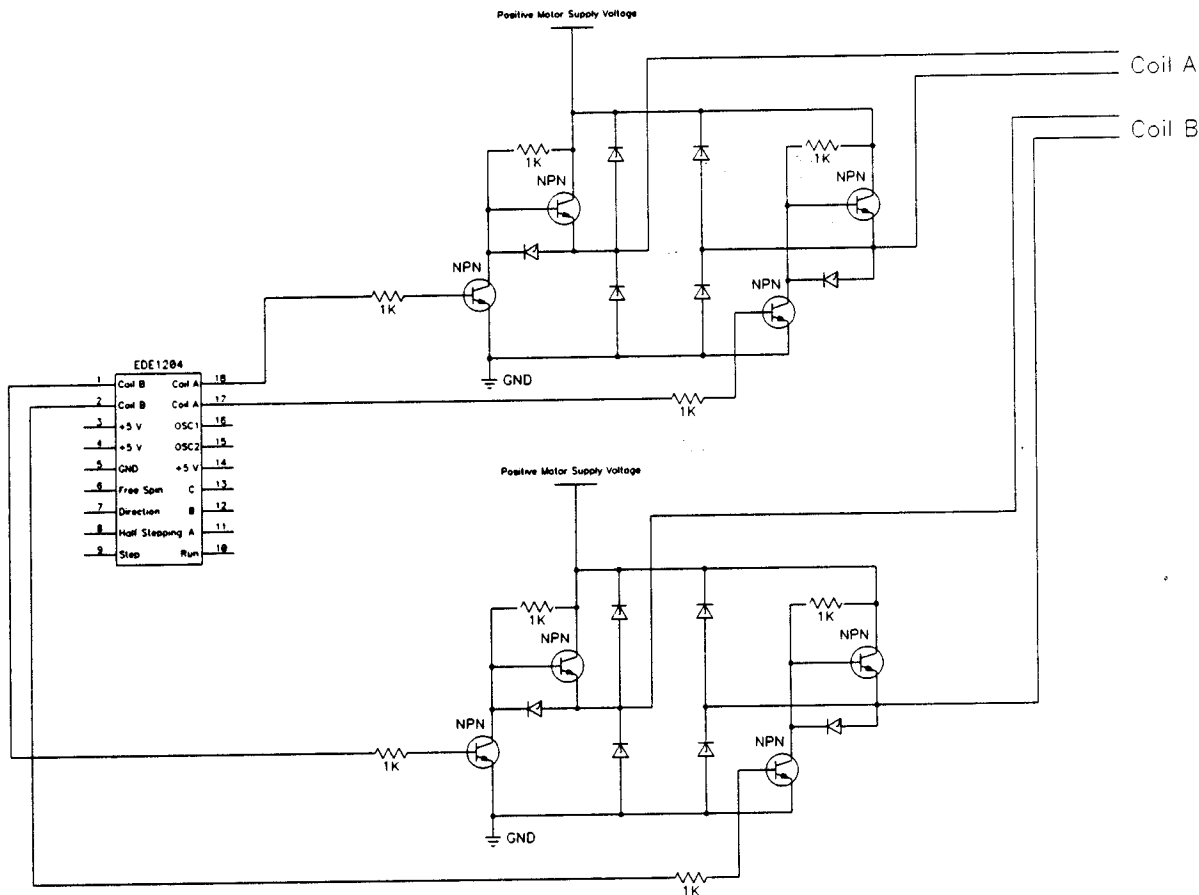 Positive Motor Supply Voltage
Coil A
Coil B
1K
1K
NPN
NPN
NPN
NPN
1K
GND
1K
EDE1204
1 Coil B Coil A 18
2 Coil B Coil A 17
3 +5 V OSC1 16
4 +5 V OSC2 15
5 GND +5 V 14
6 Free Spin C 13
7 Direction B 12
8 Half Stepping A 11
9 Step Run 10
Positive Motor Supply Voltage
1K
1K
NPN
NPN
NPN
NPN
1K
GND
1K